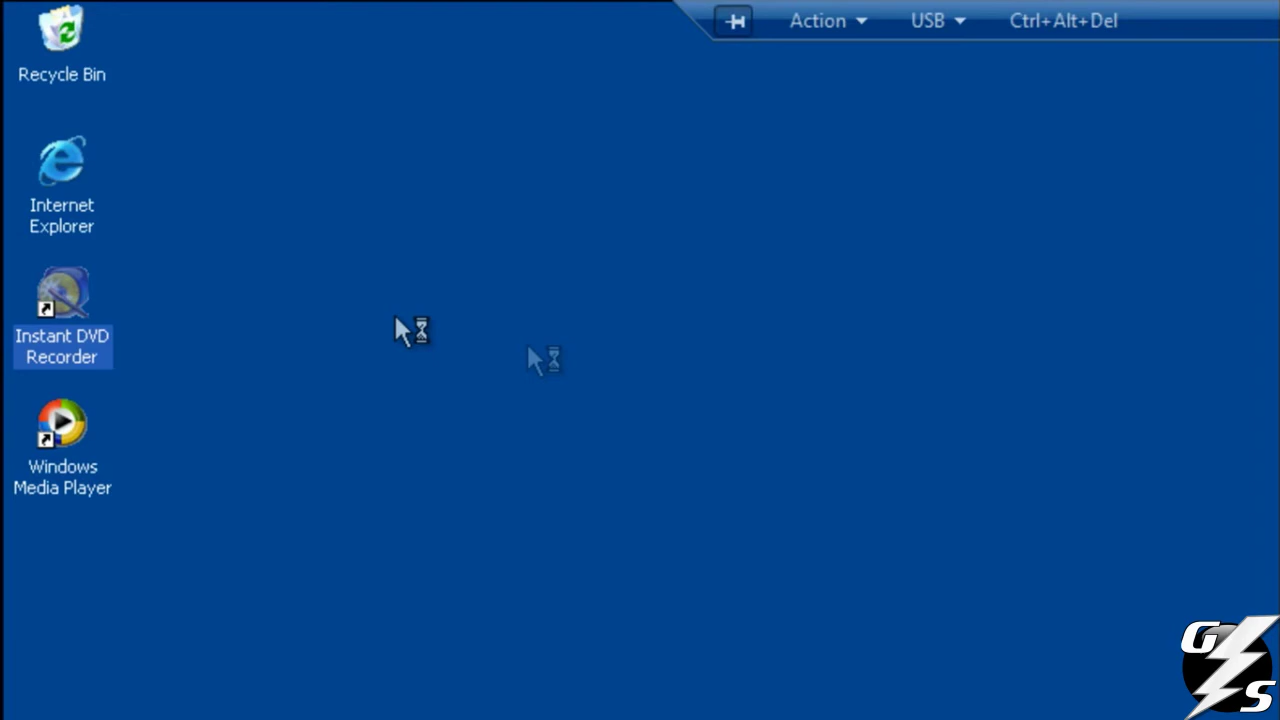 Action USB Ctrl+Alt+Del
Recycle Bin
Internet
Explorer
Instant DVD
Recorder
Windows
Media Player
G
S